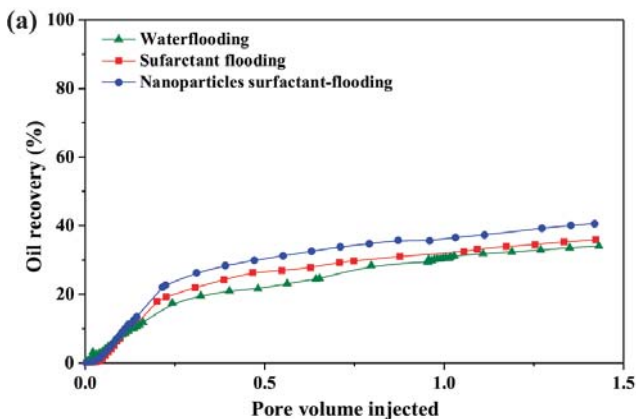 (a)
100
80
60
40
20
0
Oil recovery (%)
Waterflooding
Sufarctant flooding
Nanoparticles surfactant-flooding
0.0 0.5 1.0 1.5
Pore volume injected